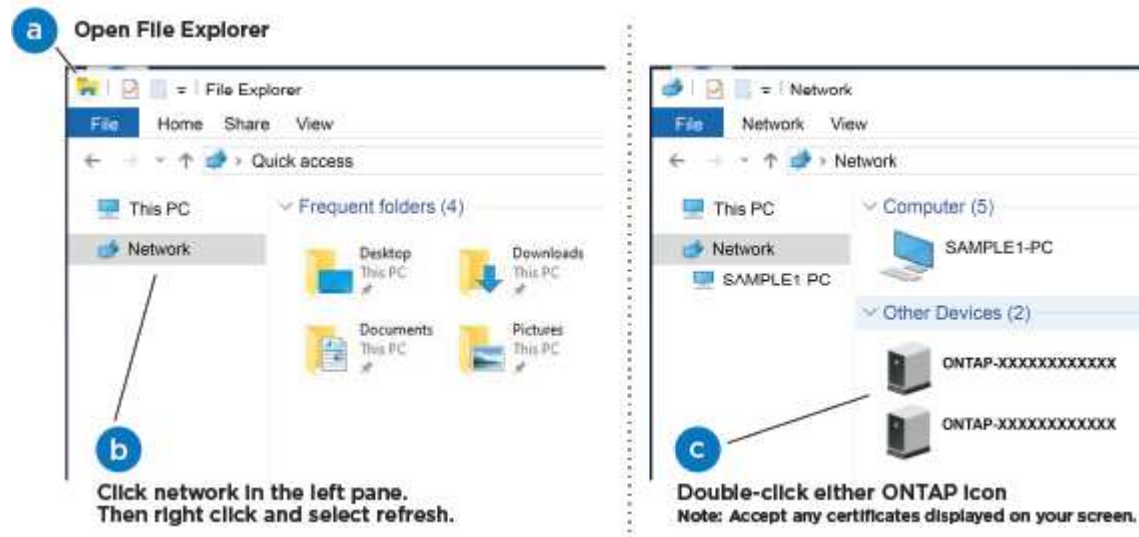 a
Open File Explorer
File Explorer
File Home Share View
Quick access
This PC
Network
Frequent folders (4)
Desktop
This PC
Downloads
This PC
Documents
This PC
Pictures
This PC
b
Click network in the left pane.
Then right click and select refresh.
Network
File Network View
Network
This PC
Network
SAMPLE1 PC
Computer (5)
SAMPLE1-PC
Other Devices (2)
ONTAP-XXXXXXXXXXXX
ONTAP-XXXXXXXXXXXX
c
Double-click either ONTAP icon
Note: Accept any certificates displayed on your screen.